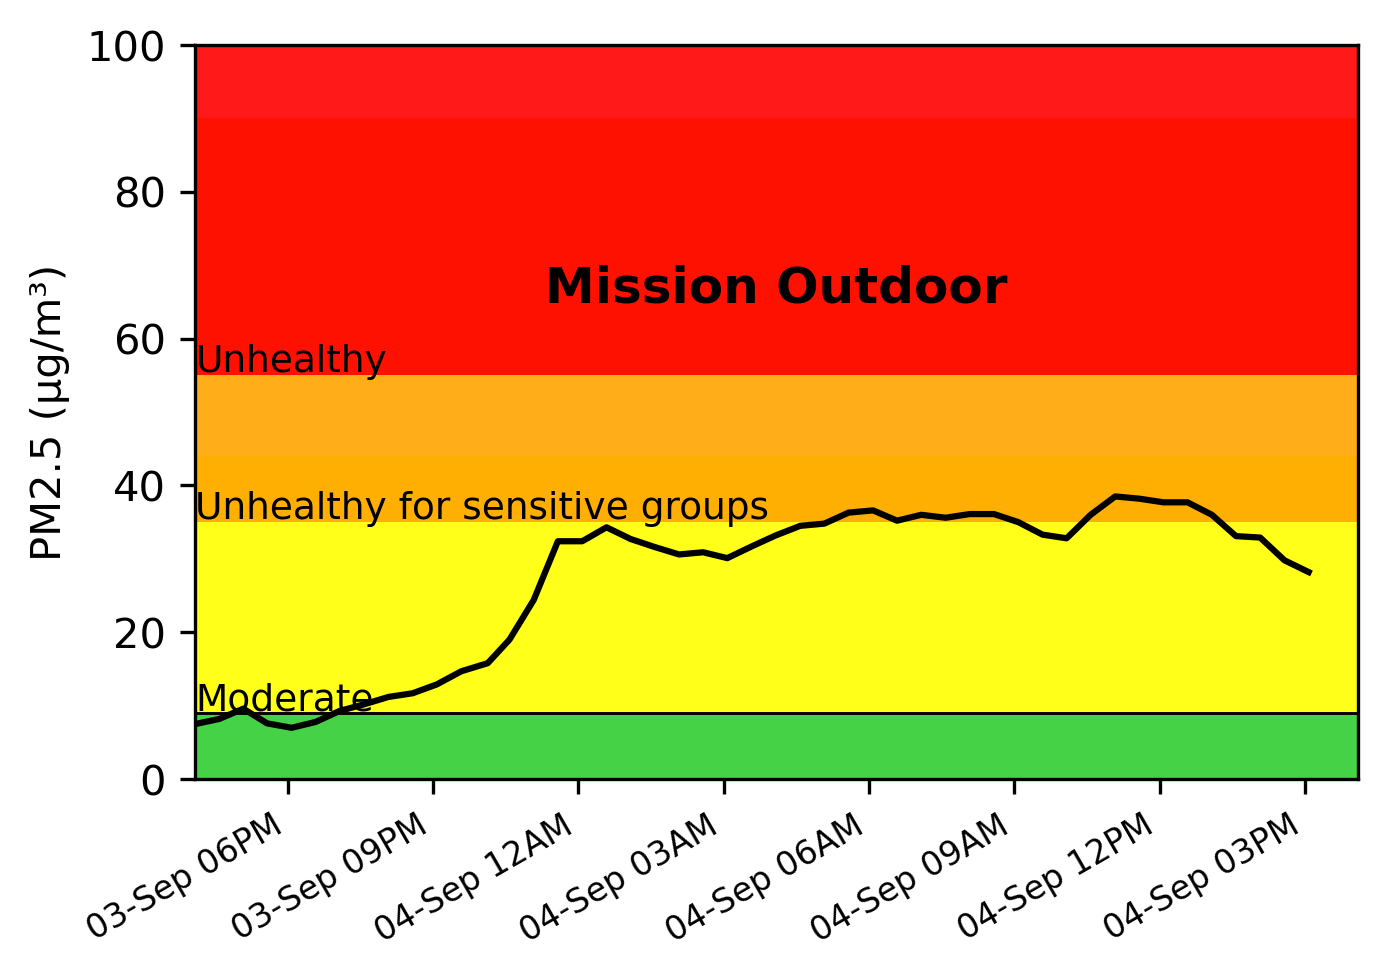 100
80
60
40
20
0
PM2.5 (µg/m³)
Mission Outdoor
Unhealthy
Unhealthy for sensitive groups
Moderate
03-Sep 06PM
03-Sep 09PM
04-Sep 12AM
04-Sep 03AM
04-Sep 06AM
04-Sep 09AM
04-Sep 12PM
04-Sep 03PM